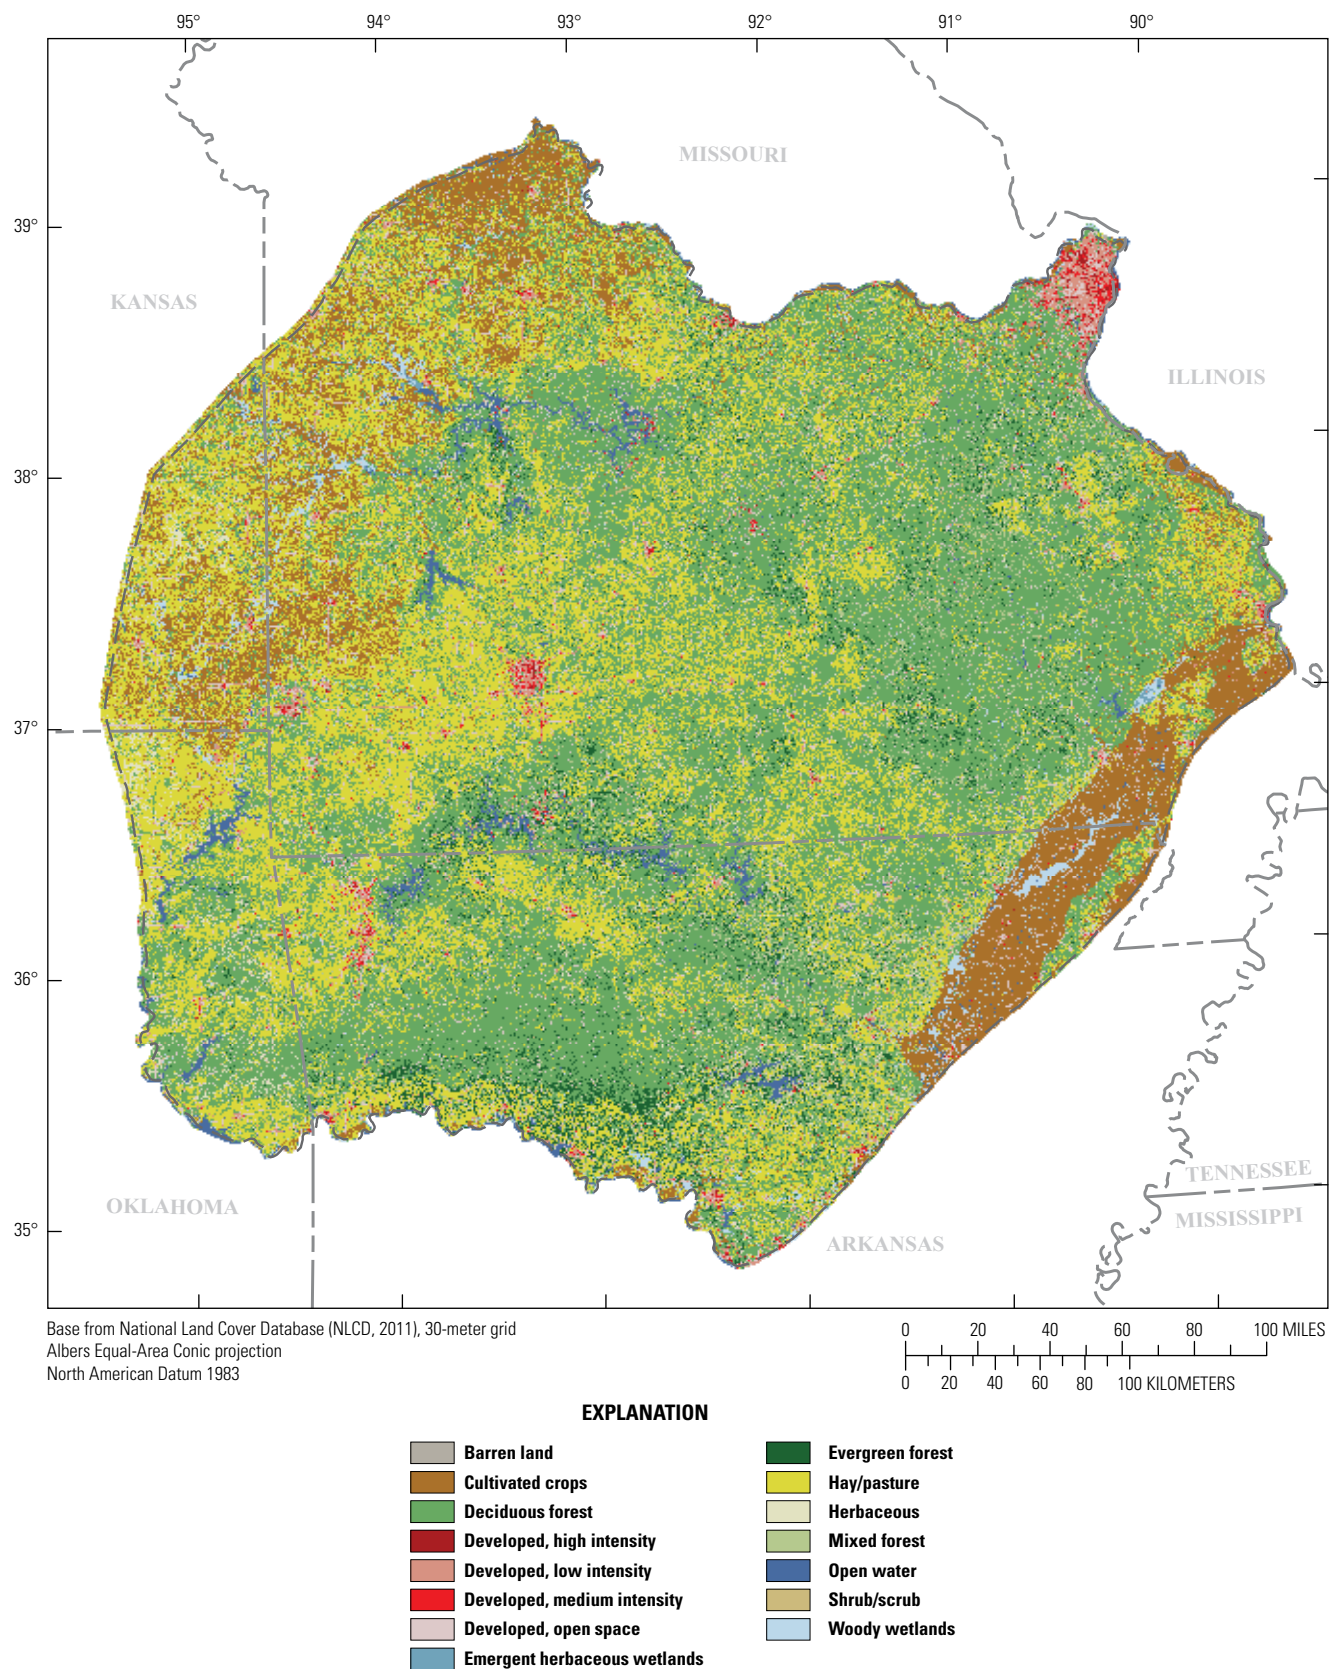 95° 94° 93° 92° 91° 90°
MISSOURI
39°
KANSAS
ILLINOIS
38°
37°
36°
TENNESSEE
OKLAHOMA
MISSISSIPPI
35°
ARKANSAS
Base from National Land Cover Database (NLCD, 2011), 30-meter grid
Albers Equal-Area Conic projection
North American Datum 1983
0 20 40 60 80 100 MILES
0 20 40 60 80 100 KILOMETERS
EXPLANATION
Barren land
Cultivated crops
Deciduous forest
Developed, high intensity
Developed, low intensity
Developed, medium intensity
Developed, open space
Emergent herbaceous wetlands
Evergreen forest
Hay/pasture
Herbaceous
Mixed forest
Open water
Shrub/scrub
Woody wetlands